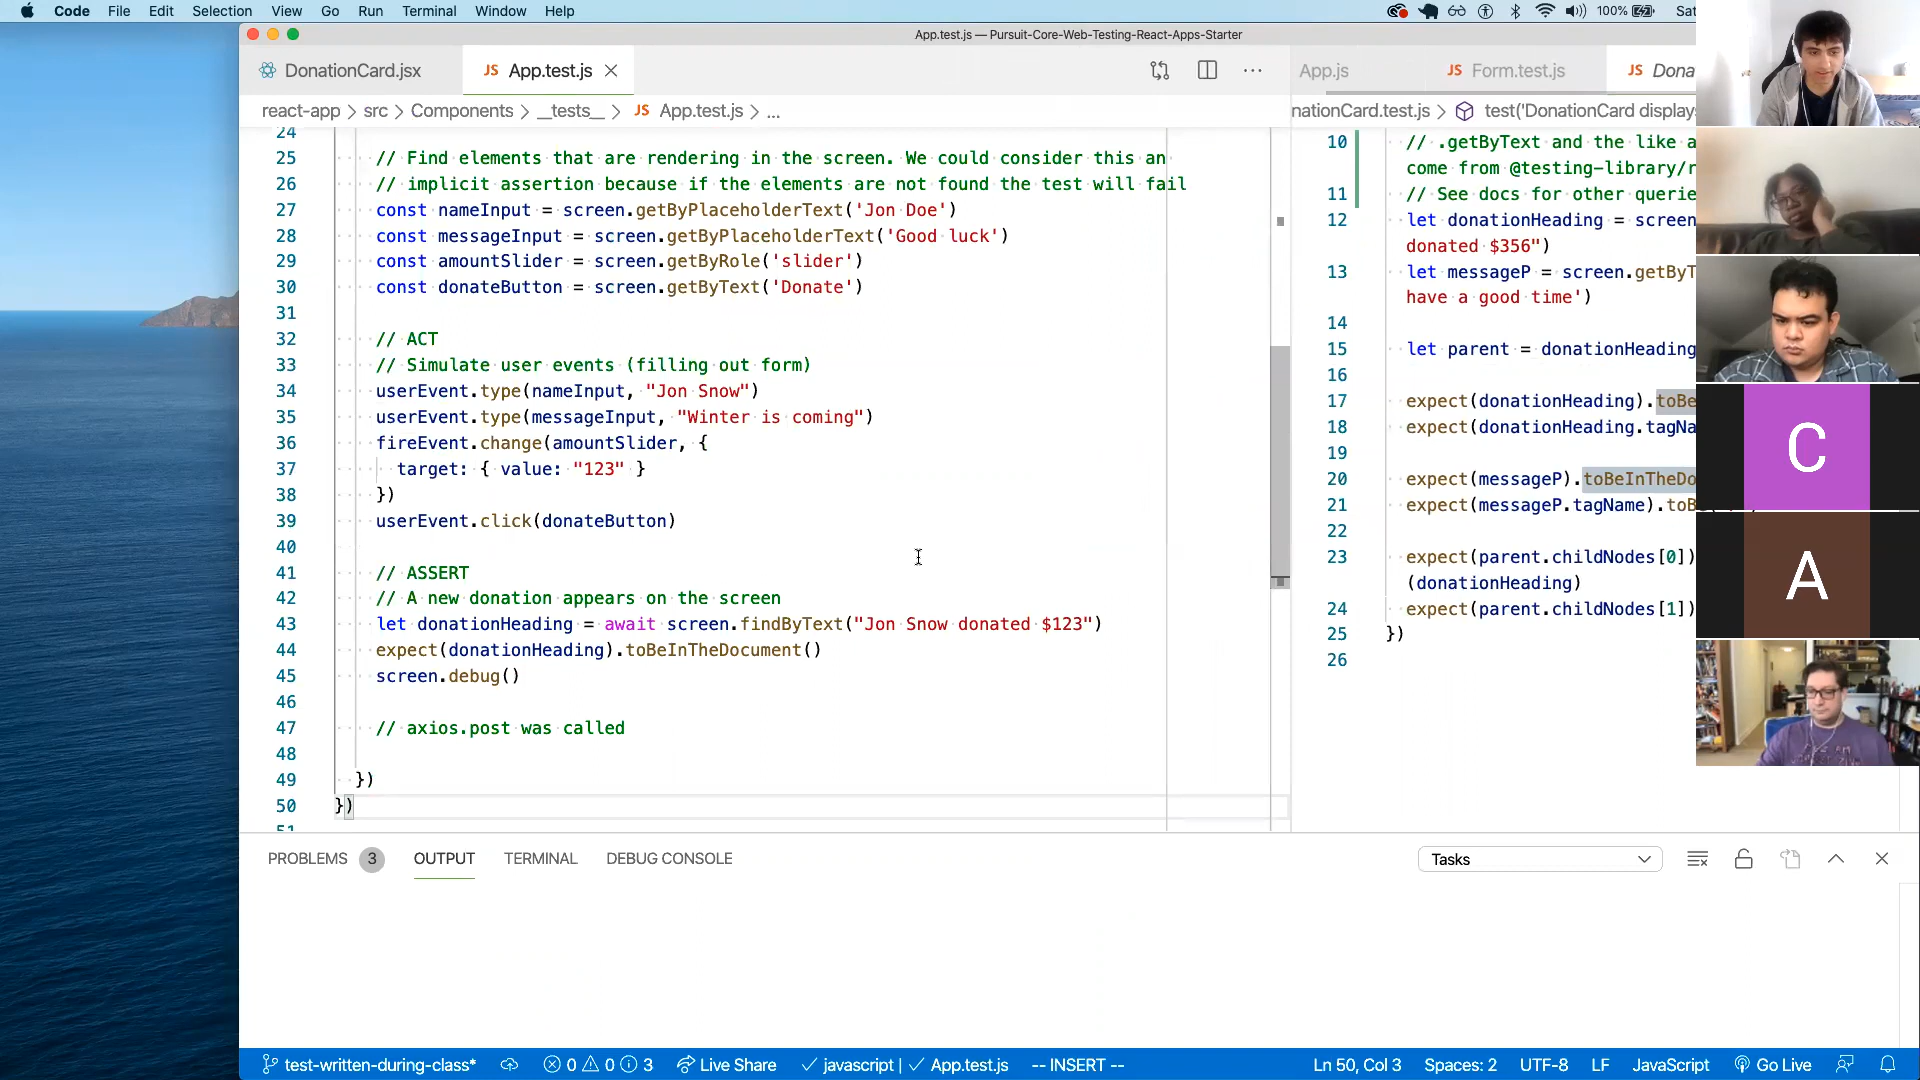 Code File Edit Selection View Go Run Terminal Window Help
100%
Sat
App.test.js — Pursuit-Core-Web-Testing-React-Apps-Starter
DonationCard.jsx
JS App.test.js
App.js
JS Form.test.js
JS Dona
react-app > src > Components > __tests__ > JS App.test.js > ...
nationCard.test.js > test('DonationCard displays
24
25 // Find elements that are rendering in the screen. We could consider this an
26 // implicit assertion because if the elements are not found the test will fail
27 const nameInput = screen.getByPlaceholderText('Jon Doe')
28 const messageInput = screen.getByPlaceholderText('Good luck')
29 const amountSlider = screen.getByRole('slider')
30 const donateButton = screen.getByText('Donate')
31
32 // ACT
33 // Simulate user events (filling out form)
34 userEvent.type(nameInput, "Jon Snow")
35 userEvent.type(messageInput, "Winter is coming")
36 fireEvent.change(amountSlider, {
37 target: { value: "123" }
38 })
39 userEvent.click(donateButton)
40
41 // ASSERT
42 // A new donation appears on the screen
43 let donationHeading = await screen.findByText("Jon Snow donated $123")
44 expect(donationHeading).toBeInTheDocument()
45 screen.debug()
46
47 // axios.post was called
48
49 })
50 })
51
10 // .getByText and the like a
come from @testing-library/r
11 // See docs for other querie
12 let donationHeading = screen
donated $356")
13 let messageP = screen.getByT
have a good time')
14
15 let parent = donationHeading
16
17 expect(donationHeading).toBe
18 expect(donationHeading.tagNa
19
20 expect(messageP).toBeInTheDo
21 expect(messageP.tagName).toB
22
23 expect(parent.childNodes[0])
(donationHeading)
24 expect(parent.childNodes[1])
25 })
26
C
A
PROBLEMS 3 OUTPUT TERMINAL DEBUG CONSOLE
Tasks
test-written-during-class* 0 0 3 Live Share javascript | App.test.js -- INSERT -- Ln 50, Col 3 Spaces: 2 UTF-8 LF JavaScript Go Live